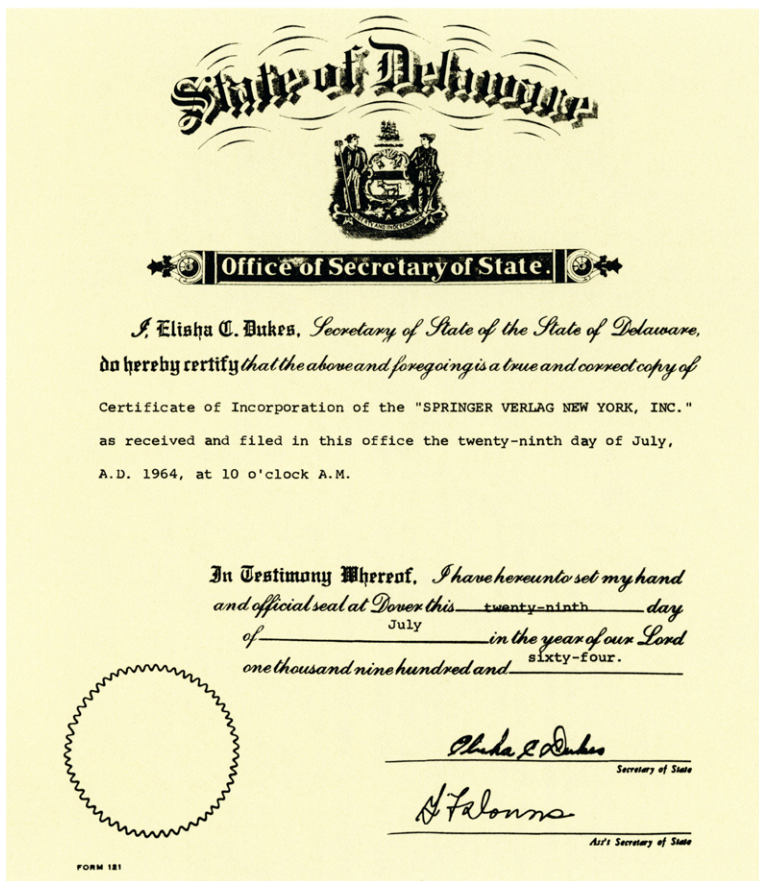 State of Delaware
LIBERTY AND INDEPENDENCE
Office of Secretary of State.
I, Elisha C. Dukes, Secretary of State of the State of Delaware,
do hereby certify that the above and foregoing is a true and correct copy of
Certificate of Incorporation of the "SPRINGER VERLAG NEW YORK, INC."
as received and filed in this office the twenty-ninth day of July,
A.D. 1964, at 10 o'clock A.M.
In Testimony Whereof, I have hereunto set my hand
and official seal at Dover this twenty-ninth day
of July in the year of our Lord
one thousand nine hundred and sixty-four.
Elisha C Dukes
Secretary of State
Ass't Secretary of State
FORM 121